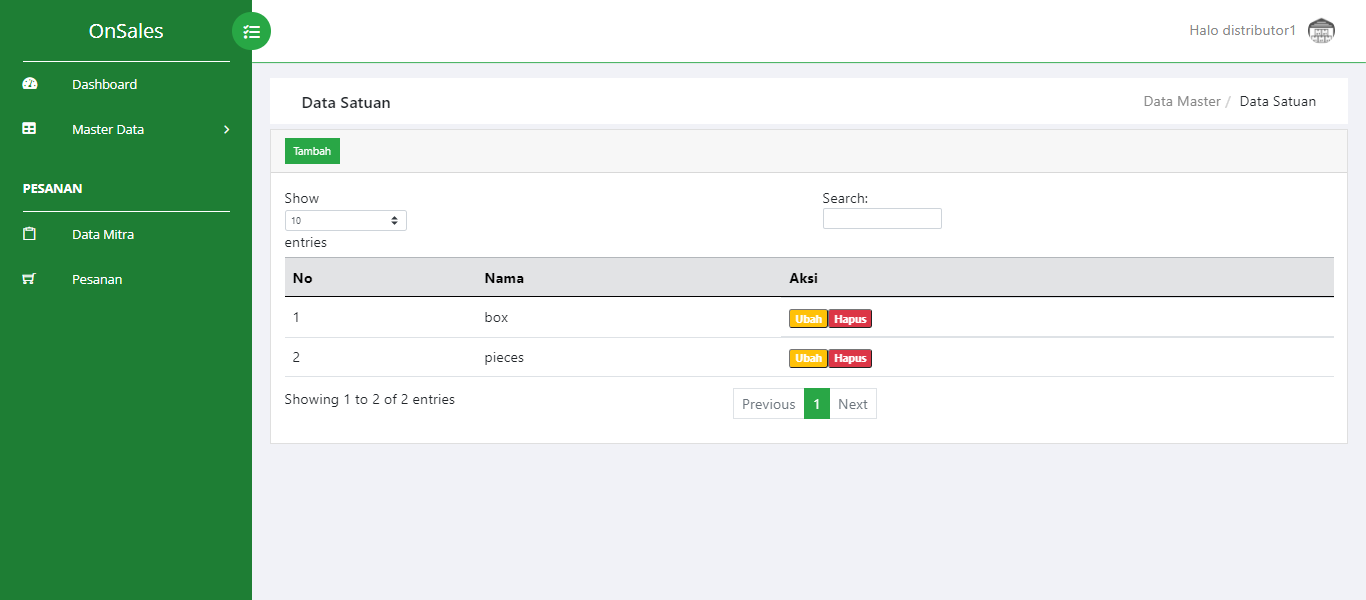 OnSales
Halo distributor1
Dashboard
Master Data
PESANAN
Data Mitra
Pesanan
Data Satuan
Data Master / Data Satuan
Tambah
Show
10
entries
Search:
No Nama Aksi
1 box Ubah Hapus
2 pieces Ubah Hapus
Showing 1 to 2 of 2 entries
Previous 1 Next